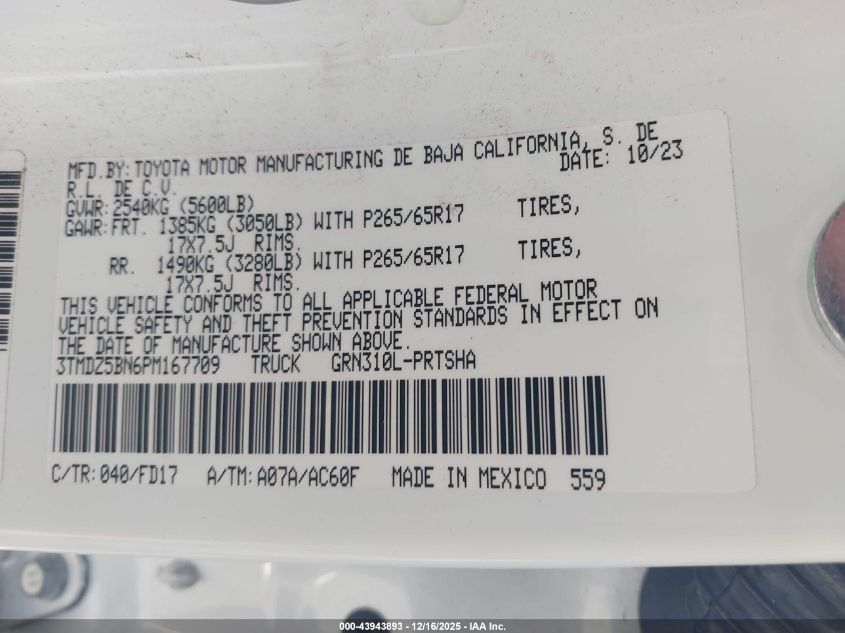 MFD.BY: TOYOTA MOTOR MANUFACTURING DE BAJA CALIFORNIA, S. DE
R.L. DE C.V. DATE: 10/23
GVWR: 2540KG (5600LB)
GAWR: FRT. 1385KG (3050LB) WITH P265/65R17 TIRES,
17X7.5J RIMS.
RR. 1490KG (3280LB) WITH P265/65R17 TIRES,
17X7.5J RIMS.
THIS VEHICLE CONFORMS TO ALL APPLICABLE FEDERAL MOTOR
VEHICLE SAFETY AND THEFT PREVENTION STANDARDS IN EFFECT ON
THE DATE OF MANUFACTURE SHOWN ABOVE.
3TMDZ5BN6PM167709 TRUCK GRN310L-PRTSHA
C/TR: 040/FD17 A/TM: A07A/AC60F MADE IN MEXICO 559
000-43943893 - 12/16/2025 - IAA Inc.